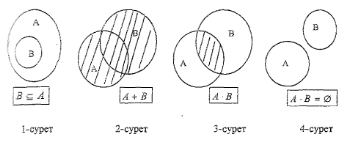 A B B A B A A B
B ⊆ A A + B A · B A · B = Ø
1-сурет 2-сурет 3-сурет 4-сурет